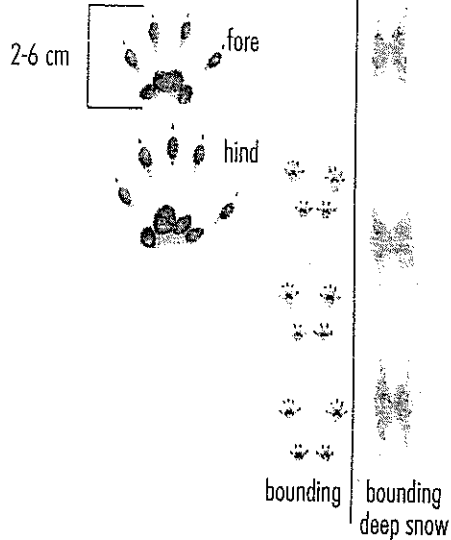 fore
2-6 cm
hind
bounding
bounding
deep snow